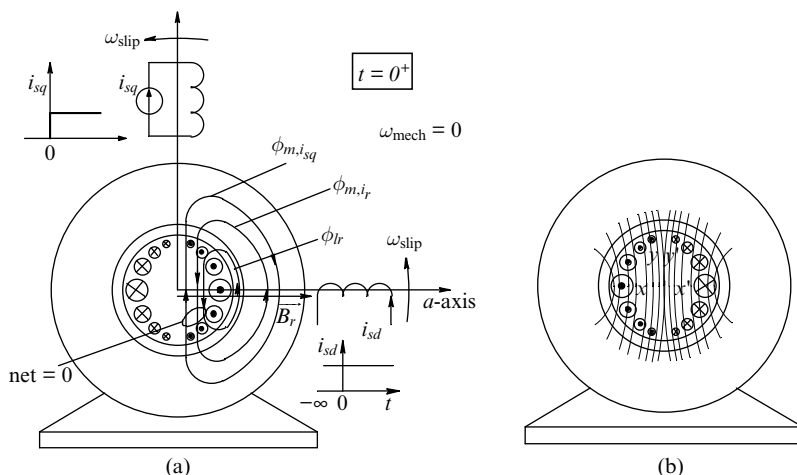 ω_slip
i_sq
i_sq
0
t = 0⁺
ω_mech = 0
ϕ_m,i_sq
ϕ_m,i_r
ϕ_lr
ω_slip
a-axis
B_r
i_sd
net = 0
i_sd
−∞ 0 t
y y'
x'' x'
(a)
(b)